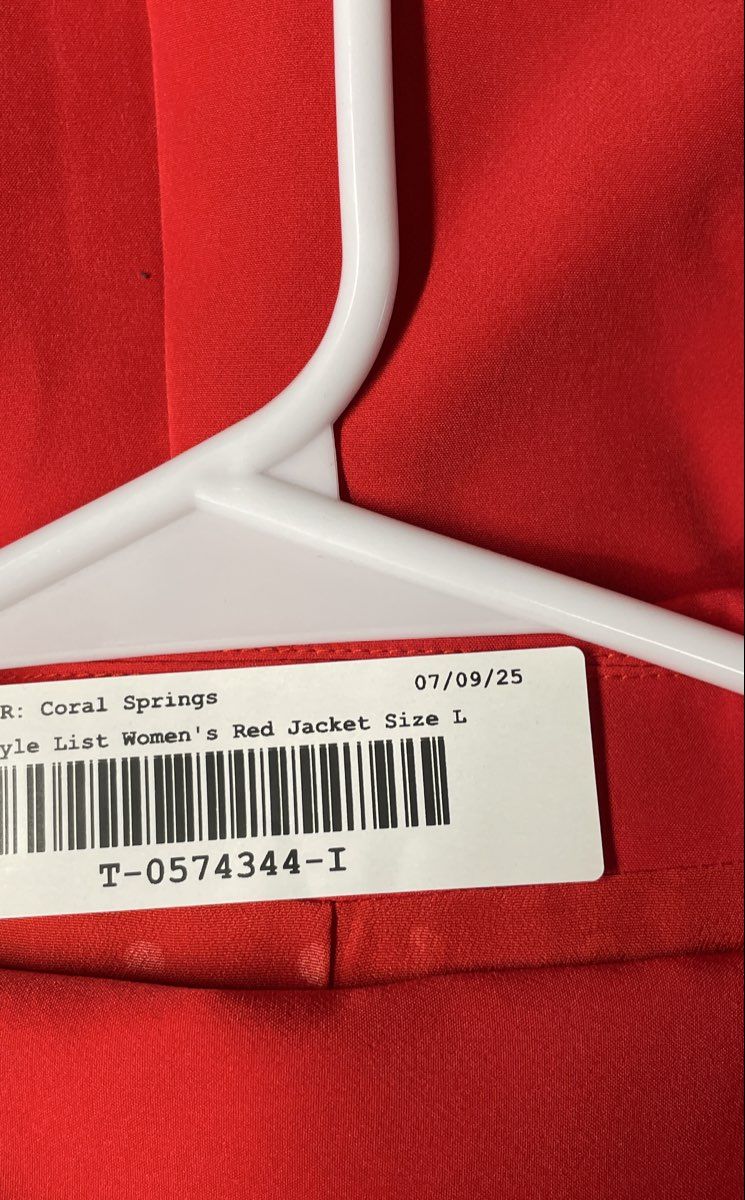 R: Coral Springs 07/09/25
yle List Women's Red Jacket Size L
T-0574344-I